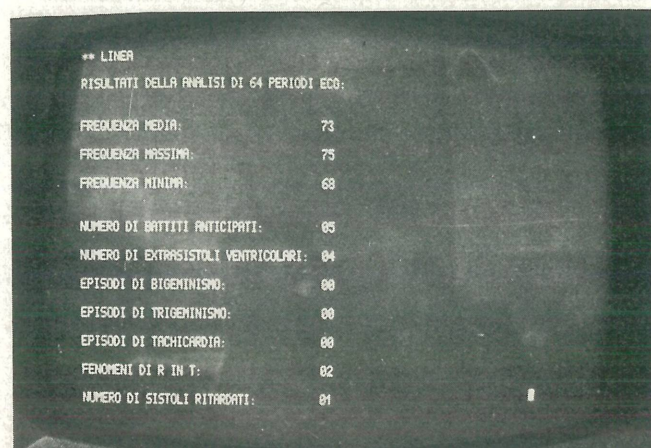 ** LINEA
RISULTATI DELLA ANALISI DI 64 PERIODI ECG:
FREQUENZA MEDIA: 73
FREQUENZA MASSIMA: 75
FREQUENZA MINIMA: 68
NUMERO DI BATTITI ANTICIPATI: 05
NUMERO DI EXTRASISTOLI VENTRICOLARI: 04
EPISODI DI BIGEMINISMO: 00
EPISODI DI TRIGEMINISMO: 00
EPISODI DI TACHICARDIA: 00
FENOMENI DI R IN T: 02
NUMERO DI SISTOLI RITARDATI: 01